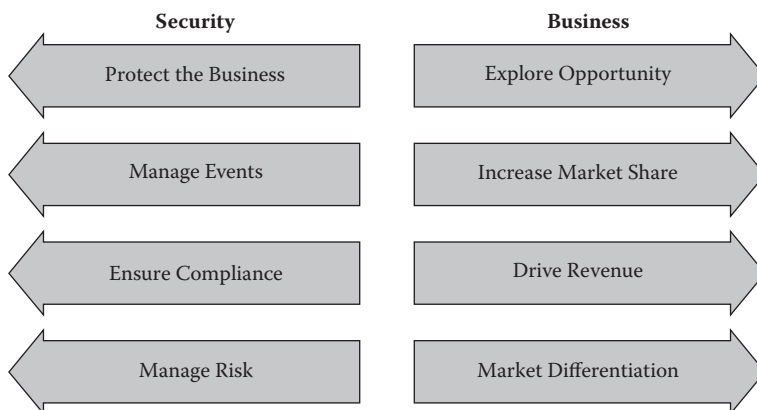 Security
Business
Protect the Business
Explore Opportunity
Manage Events
Increase Market Share
Ensure Compliance
Drive Revenue
Manage Risk
Market Differentiation